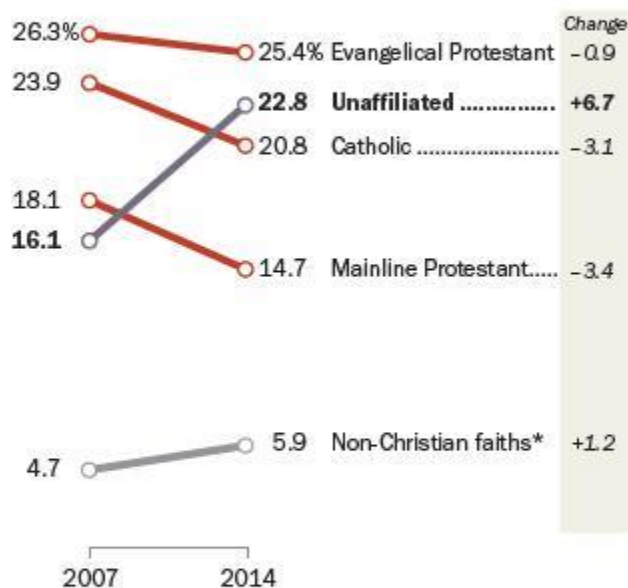 Change
26.3% 25.4% Evangelical Protestant –0.9
23.9 22.8 Unaffiliated ............... +6.7
20.8 Catholic ........................ –3.1
18.1
16.1 14.7 Mainline Protestant..... –3.4
5.9 Non-Christian faiths* +1.2
4.7
2007 2014